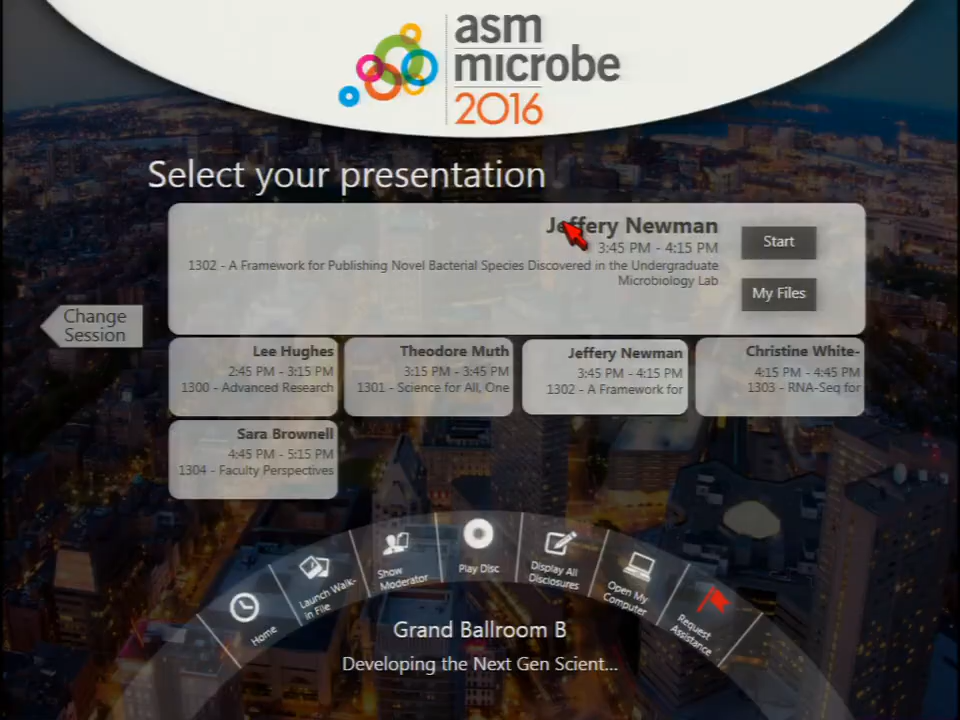 asm
microbe
2016
Select your presentation
Jeffery Newman
3:45 PM - 4:15 PM
1302 - A Framework for Publishing Novel Bacterial Species Discovered in the Undergraduate
Microbiology Lab
Start
My Files
Change
Session
Lee Hughes
2:45 PM - 3:15 PM
1300 - Advanced Research
Theodore Muth
3:15 PM - 3:45 PM
1301 - Science for All, One
Jeffery Newman
3:45 PM - 4:15 PM
1302 - A Framework for
Christine White-
4:15 PM - 4:45 PM
1303 - RNA-Seq for
Sara Brownell
4:45 PM - 5:15 PM
1304 - Faculty Perspectives
Home
Launch Walk-
in File
Show
Moderator
Play Disc
Display All
Disclosures
Open My
Computer
Request
Assistance
Grand Ballroom B
Developing the Next Gen Scient...